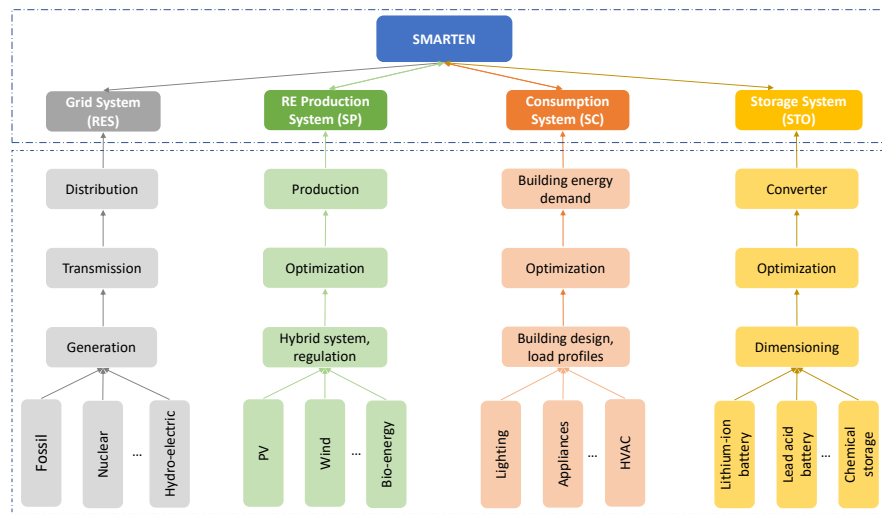 SMARTEN
Grid System
(RES)
RE Production
System (SP)
Consumption
System (SC)
Storage System
(STO)
Distribution
Production
Building energy
demand
Converter
Transmission
Optimization
Optimization
Optimization
Generation
Hybrid system,
regulation
Building design,
load profiles
Dimensioning
Fossil
Nuclear
...
Hydro-electric
PV
Wind
...
Bio-energy
Lighting
Appliances
...
HVAC
Lithium-ion
battery
Lead acid
battery
...
Chemical
storage